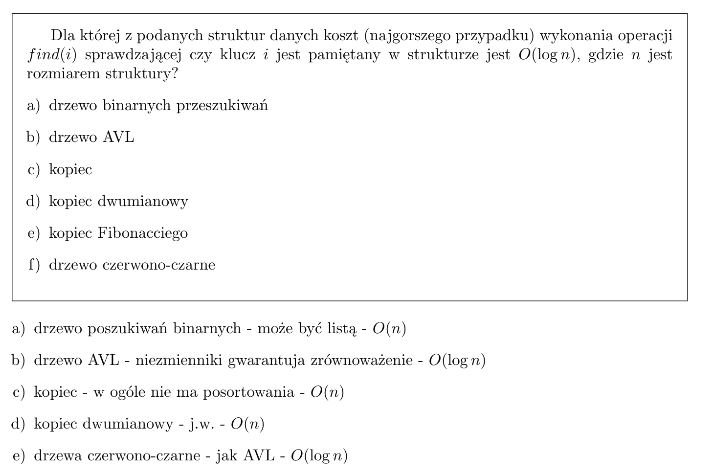 Dla której z podanych struktur danych koszt (najgorszego przypadku) wykonania operacji
find(i) sprawdzającej czy klucz i jest pamiętany w strukturze jest O(log n), gdzie n jest
rozmiarem struktury?
a) drzewo binarnych przeszukiwań
b) drzewo AVL
c) kopiec
d) kopiec dwumianowy
e) kopiec Fibonacciego
f) drzewo czerwono-czarne
a) drzewo poszukiwań binarnych - może być listą - O(n)
b) drzewo AVL - niezmienniki gwarantuja zrównoważenie - O(log n)
c) kopiec - w ogóle nie ma posortowania - O(n)
d) kopiec dwumianowy - j.w. - O(n)
e) drzewa czerwono-czarne - jak AVL - O(log n)